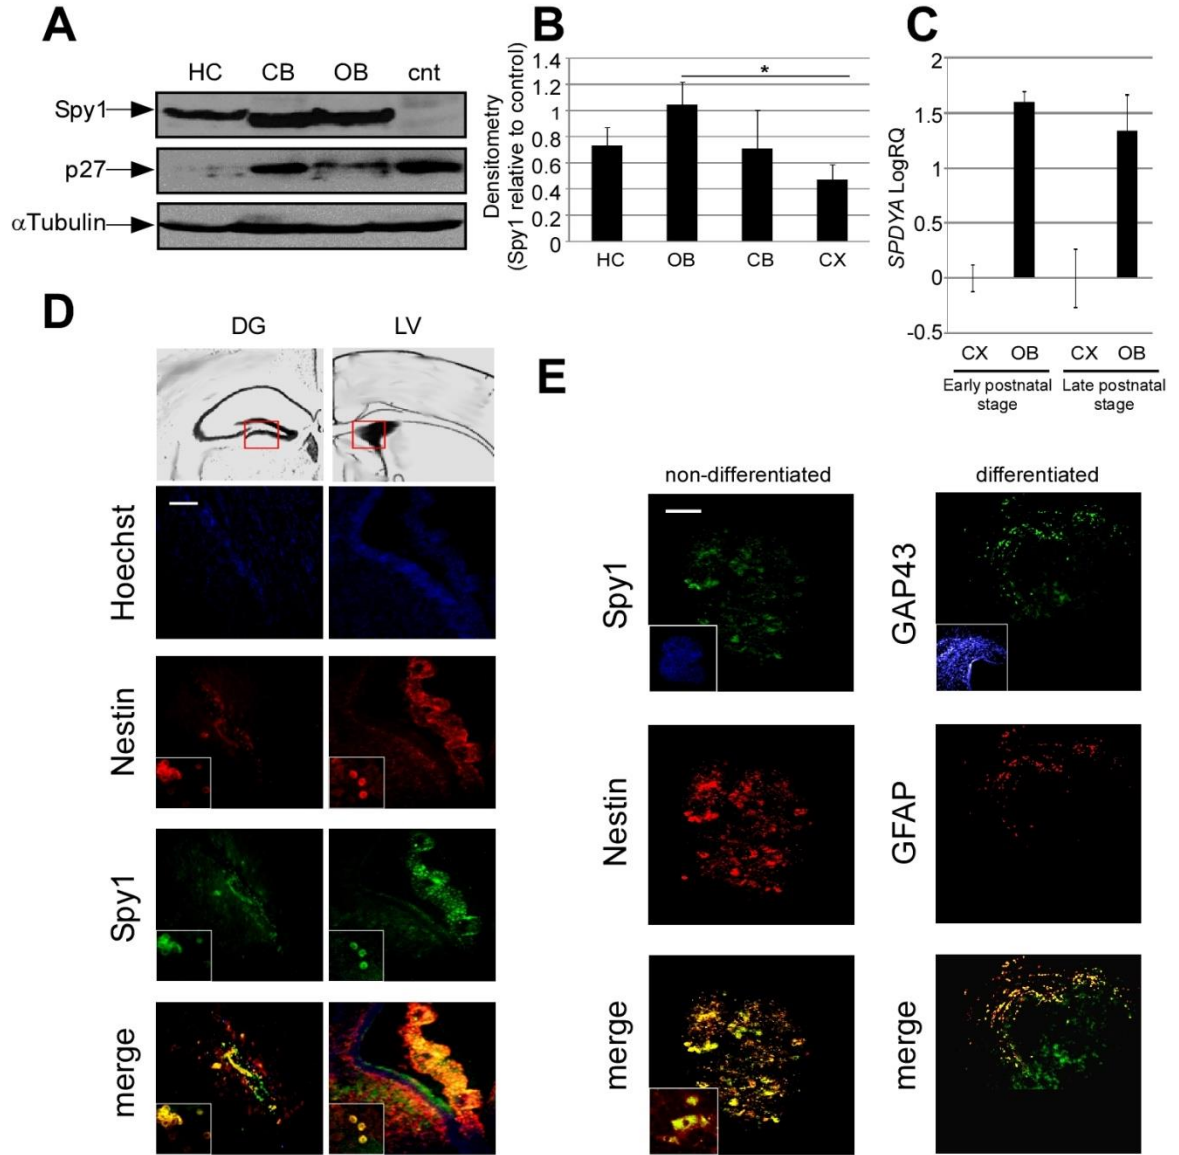 A
HC CB OB cnt
Spy1
p27
αTubulin
B
Densitometry
(Spy1 relative to control)
1.4
1.2
1
0.8
0.6
0.4
0.2
0
*
HC OB CB CX
C
SPDYA LogRQ
2
1.5
1
0.5
0
-0.5
CX OB CX OB
Early postnatal
stage
Late postnatal
stage
D
DG LV
Hoechst
Nestin
Spy1
merge
E
non-differentiated differentiated
Spy1
GAP43
Nestin
GFAP
merge
merge